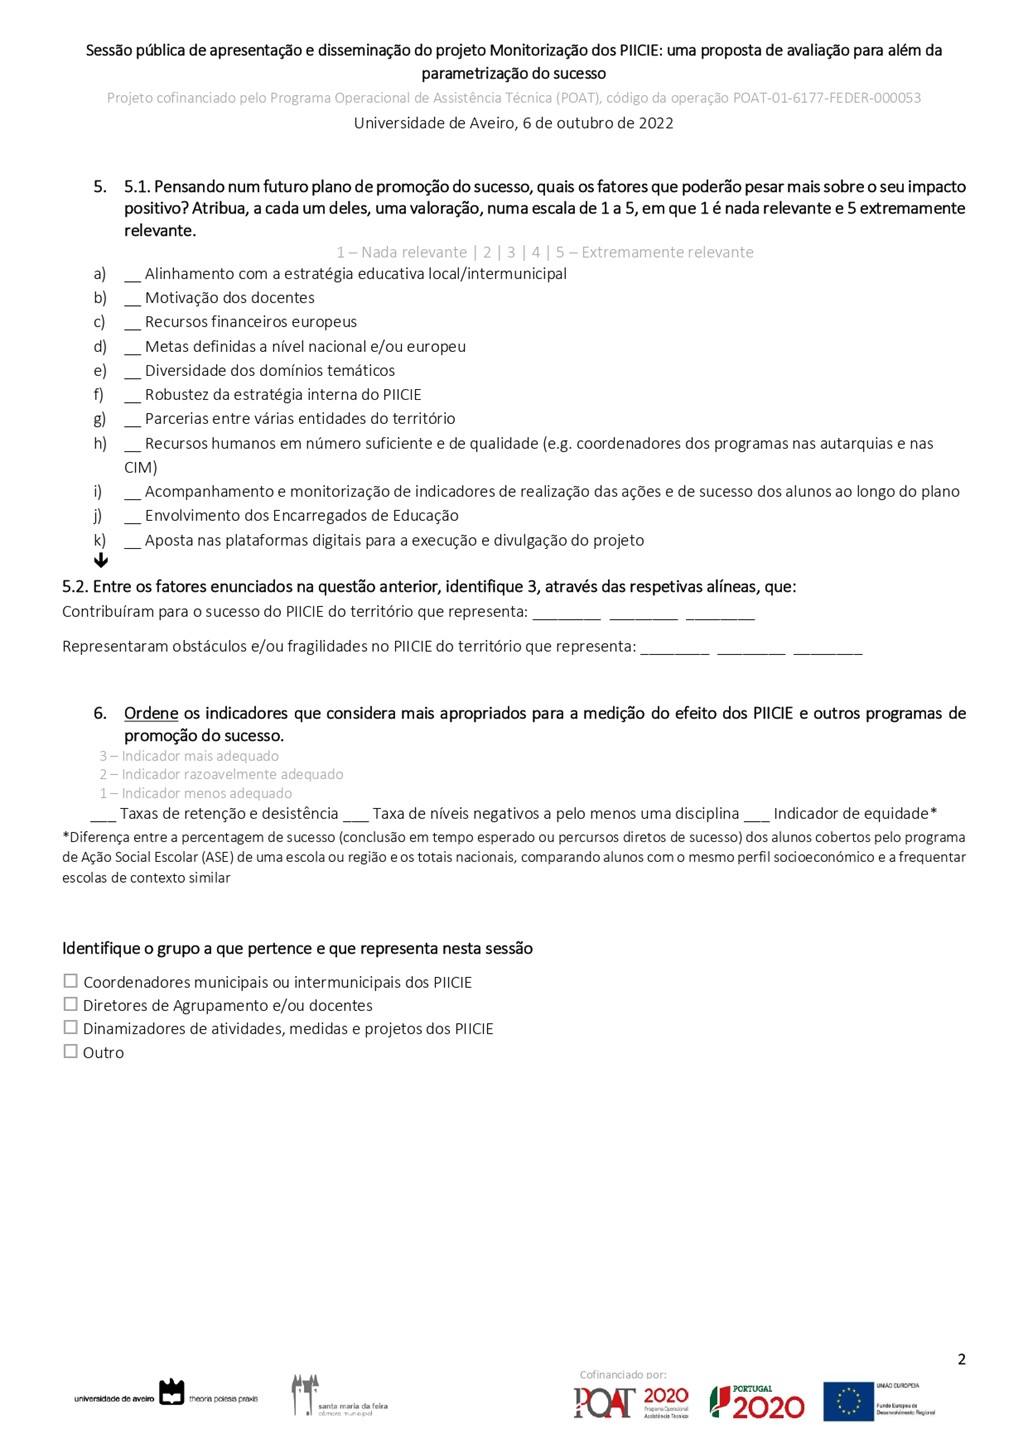 Sessão pública de apresentação e disseminação do projeto Monitorização dos PIICIE: uma proposta de avaliação para além da
parametrização do sucesso
Projeto cofinanciado pelo Programa Operacional de Assistência Técnica (POAT), código da operação POAT-01-6177-FEDER-000053
Universidade de Aveiro, 6 de outubro de 2022
5. 5.1. Pensando num futuro plano de promoção do sucesso, quais os fatores que poderão pesar mais sobre o seu impacto
positivo? Atribua, a cada um deles, uma valoração, numa escala de 1 a 5, em que 1 é nada relevante e 5 extremamente
relevante.
1 – Nada relevante | 2 | 3 | 4 | 5 – Extremamente relevante
a) __ Alinhamento com a estratégia educativa local/intermunicipal
b) __ Motivação dos docentes
c) __ Recursos financeiros europeus
d) __ Metas definidas a nível nacional e/ou europeu
e) __ Diversidade dos domínios temáticos
f) __ Robustez da estratégia interna do PIICIE
g) __ Parcerias entre várias entidades do território
h) __ Recursos humanos em número suficiente e de qualidade (e.g. coordenadores dos programas nas autarquias e nas
CIM)
i) __ Acompanhamento e monitorização de indicadores de realização das ações e de sucesso dos alunos ao longo do plano
j) __ Envolvimento dos Encarregados de Educação
k) __ Aposta nas plataformas digitais para a execução e divulgação do projeto
5.2. Entre os fatores enunciados na questão anterior, identifique 3, através das respetivas alíneas, que:
Contribuíram para o sucesso do PIICIE do território que representa: ________ ________ ________
Representaram obstáculos e/ou fragilidades no PIICIE do território que representa: ________ ________ ________
6. Ordene os indicadores que considera mais apropriados para a medição do efeito dos PIICIE e outros programas de
promoção do sucesso.
3 – Indicador mais adequado
2 – Indicador razoavelmente adequado
1 – Indicador menos adequado
___ Taxas de retenção e desistência ___ Taxa de níveis negativos a pelo menos uma disciplina ___ Indicador de equidade*
*Diferença entre a percentagem de sucesso (conclusão em tempo esperado ou percursos diretos de sucesso) dos alunos cobertos pelo programa
de Ação Social Escolar (ASE) de uma escola ou região e os totais nacionais, comparando alunos com o mesmo perfil socioeconómico e a frequentar
escolas de contexto similar
Identifique o grupo a que pertence e que representa nesta sessão
☐ Coordenadores municipais ou intermunicipais dos PIICIE
☐ Diretores de Agrupamento e/ou docentes
☐ Dinamizadores de atividades, medidas e projetos dos PIICIE
☐ Outro
2
Cofinanciado por:
universidade de aveiro theoria poiesis praxis
santa maria da feira
câmara municipal
POAT 2020
Programa Operacional
Assistência Técnica
PORTUGAL
2020
UNIÃO EUROPEIA
Fundo Europeu de
Desenvolvimento Regional